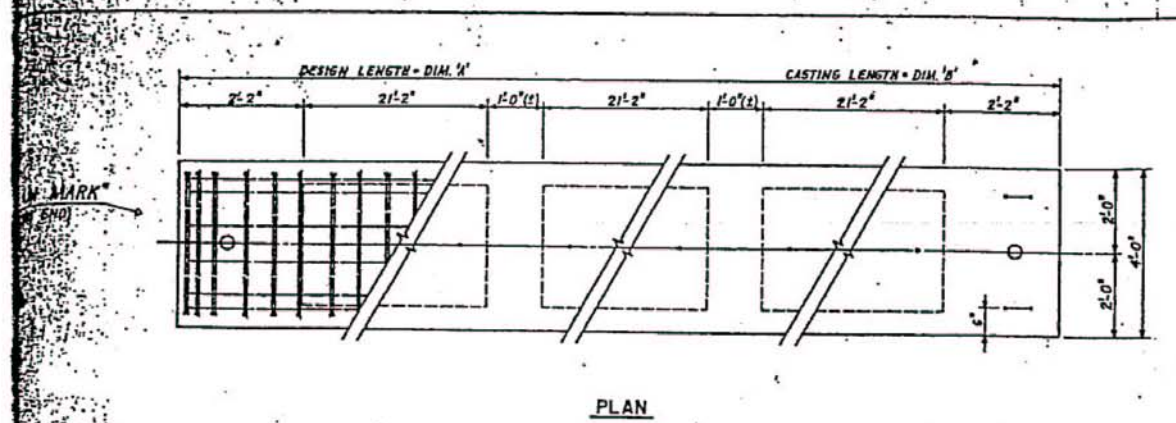 DESIGN LENGTH = DIM. 'A' CASTING LENGTH = DIM. 'B'
2'-2" 21'-2" 1'-0"(±) 21'-2" 1'-0"(±) 21'-2" 2'-2"
MARK"
END)
2'-0"
4'-0"
2'-0"
6"
PLAN